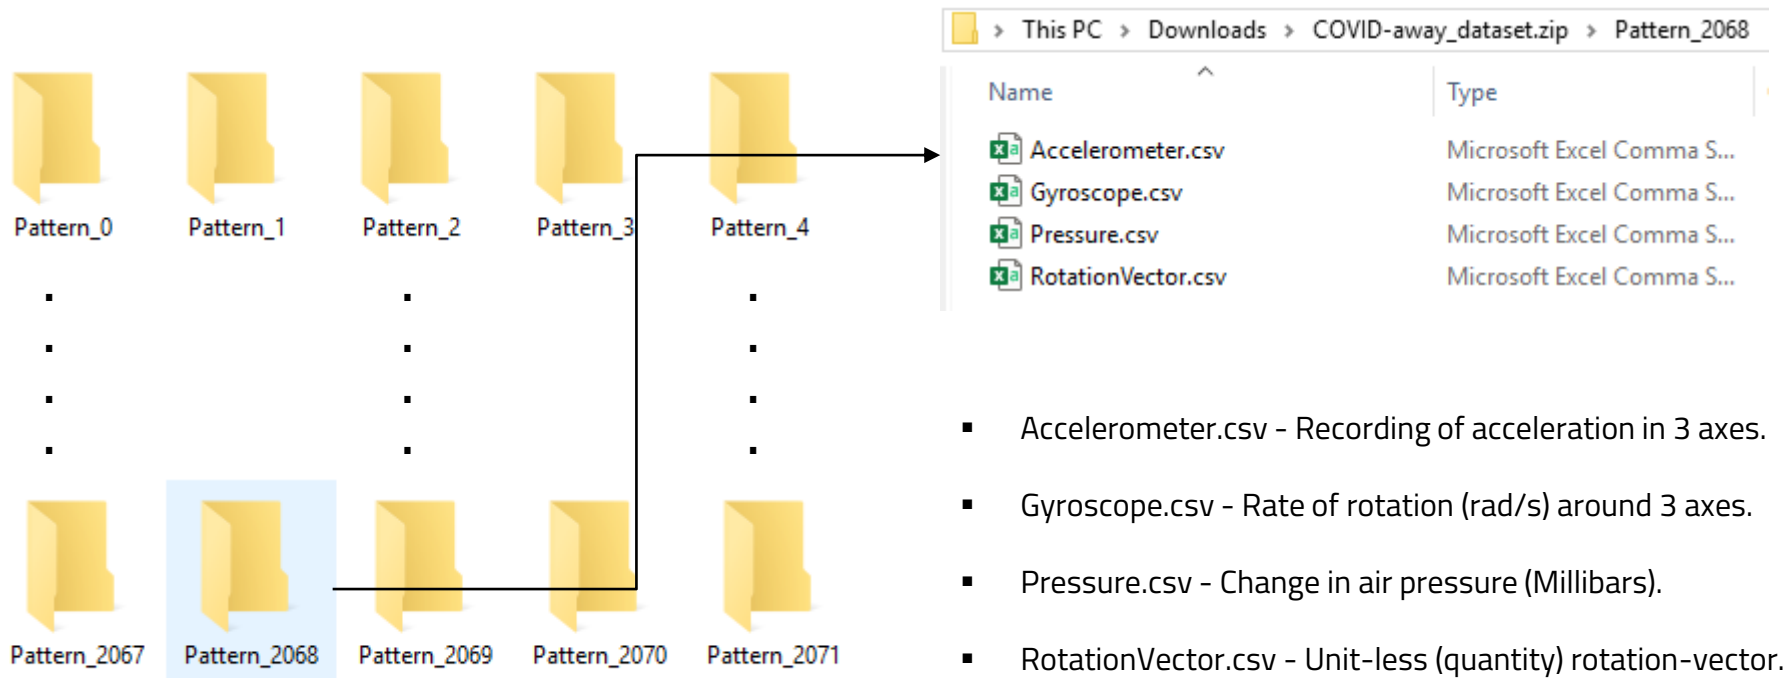 This PC > Downloads > COVID-away_dataset.zip > Pattern_2068
Name Type
Accelerometer.csv Microsoft Excel Comma S...
Gyroscope.csv Microsoft Excel Comma S...
Pressure.csv Microsoft Excel Comma S...
RotationVector.csv Microsoft Excel Comma S...
Pattern_0 Pattern_1 Pattern_2 Pattern_3 Pattern_4
Pattern_2067 Pattern_2068 Pattern_2069 Pattern_2070 Pattern_2071
▪ Accelerometer.csv - Recording of acceleration in 3 axes.
▪ Gyroscope.csv - Rate of rotation (rad/s) around 3 axes.
▪ Pressure.csv - Change in air pressure (Millibars).
▪ RotationVector.csv - Unit-less (quantity) rotation-vector.